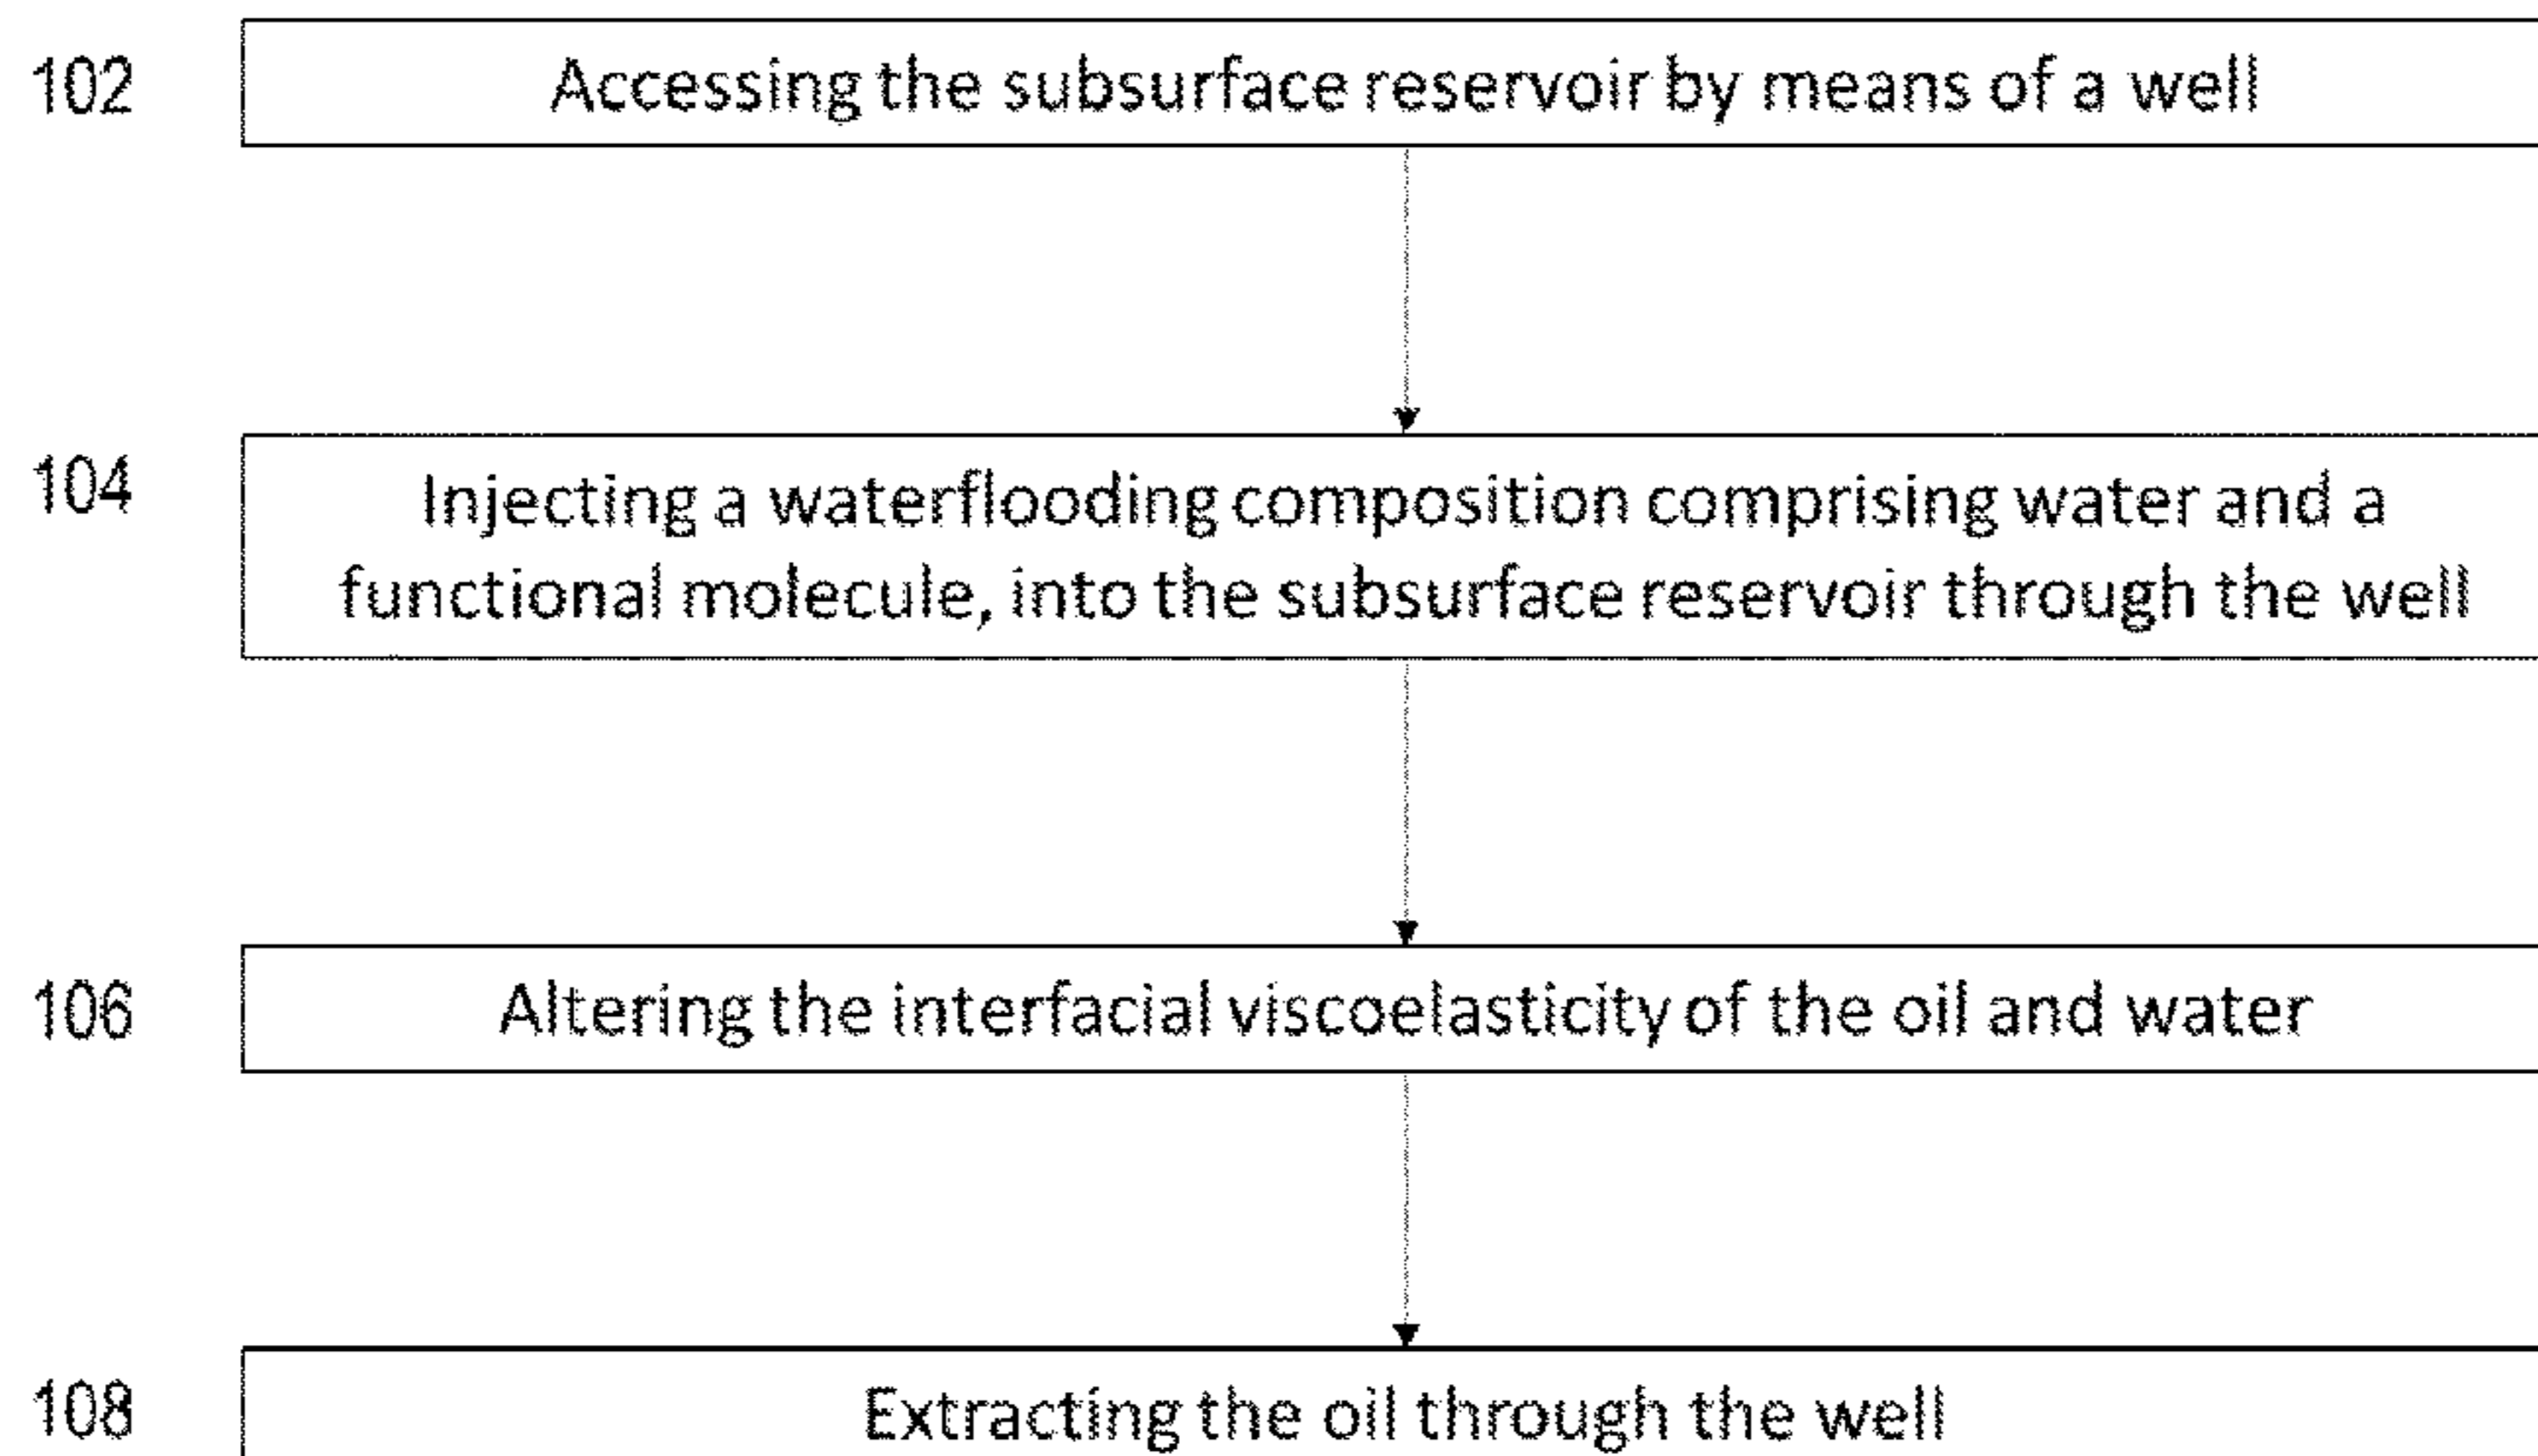 102
Accessing the subsurface reservoir by means of a well
104
Injecting a waterflooding composition comprising water and a
functional molecule, into the subsurface reservoir through the well
106
Altering the interfacial viscoelasticity of the oil and water
108
Extracting the oil through the well